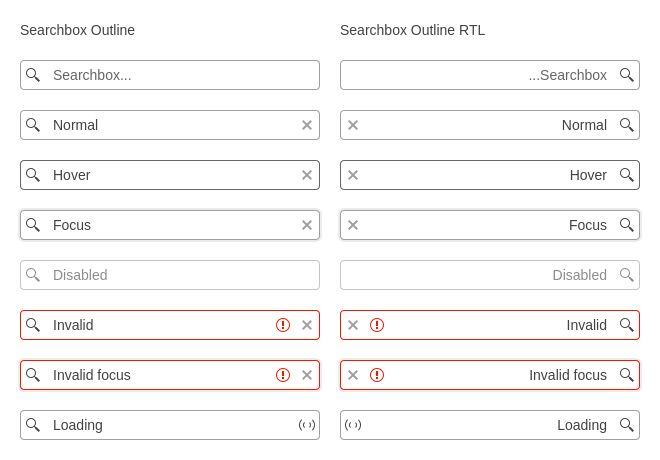 Searchbox Outline
Searchbox...
Normal
Hover
Focus
Disabled
Invalid
Invalid focus
Loading
Searchbox Outline RTL
...Searchbox
Normal
Hover
Focus
Disabled
Invalid
Invalid focus
Loading